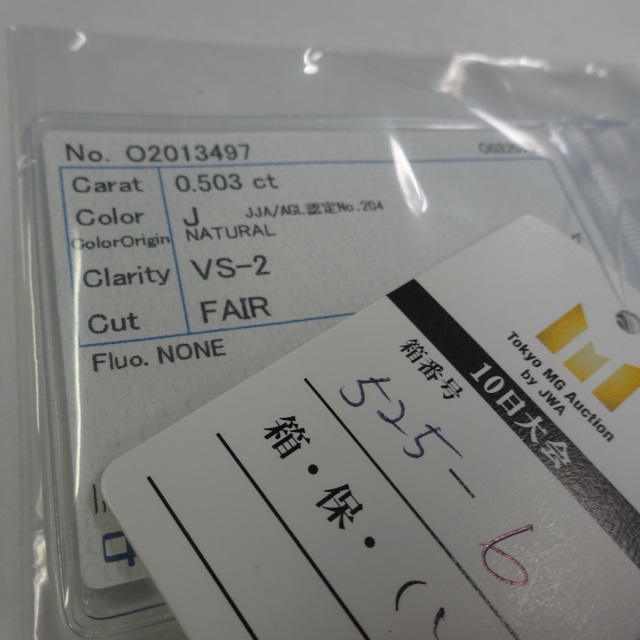 No. O2013497
Carat 0.503 ct
Color J JJA/AGL認定No.204
ColorOrigin NATURAL
Clarity VS-2
Cut FAIR
Fluo. NONE
Tokyo MG Auction
by JWA
10日大会
箱番号
525-6
箱・保・